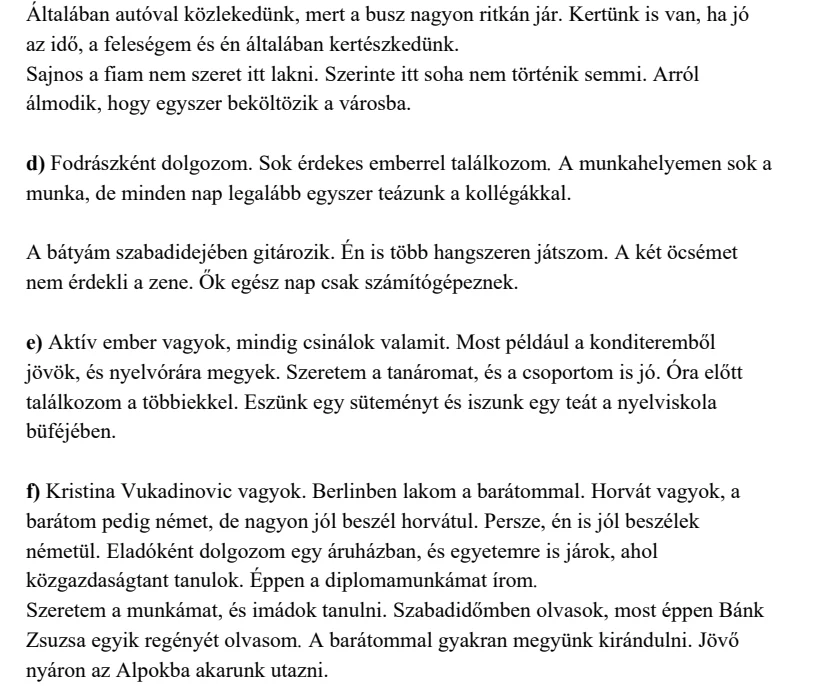 Általában autóval közlekedünk, mert a busz nagyon ritkán jár. Kertünk is van, ha jó
az idő, a feleségem és én általában kertészkedünk.
Sajnos a fiam nem szeret itt lakni. Szerinte itt soha nem történik semmi. Arról
álmodik, hogy egyszer beköltözik a városba.
d) Fodrászként dolgozom. Sok érdekes emberrel találkozom. A munkahelyemen sok a
munka, de minden nap legalább egyszer teázunk a kollégákkal.
A bátyám szabadidejében gitározik. Én is több hangszeren játszom. A két öcsémet
nem érdekli a zene. Ők egész nap csak számítógépeznek.
e) Aktív ember vagyok, mindig csinálok valamit. Most például a konditeremből
jövök, és nyelvórára megyek. Szeretem a tanáromat, és a csoportom is jó. Óra előtt
találkozom a többiekkel. Eszünk egy süteményt és iszunk egy teát a nyelviskola
büféjében.
f) Kristina Vukadinovic vagyok. Berlinben lakom a barátommal. Horvát vagyok, a
barátom pedig német, de nagyon jól beszél horvátul. Persze, én is jól beszélek
németül. Eladóként dolgozom egy áruházban, és egyetemre is járok, ahol
közgazdaságtant tanulok. Éppen a diplomamunkámat írom.
Szeretem a munkámat, és imádok tanulni. Szabadidőmben olvasok, most éppen Bánk
Zsuzsa egyik regényét olvasom. A barátommal gyakran megyünk kirándulni. Jövő
nyáron az Alpokba akarunk utazni.